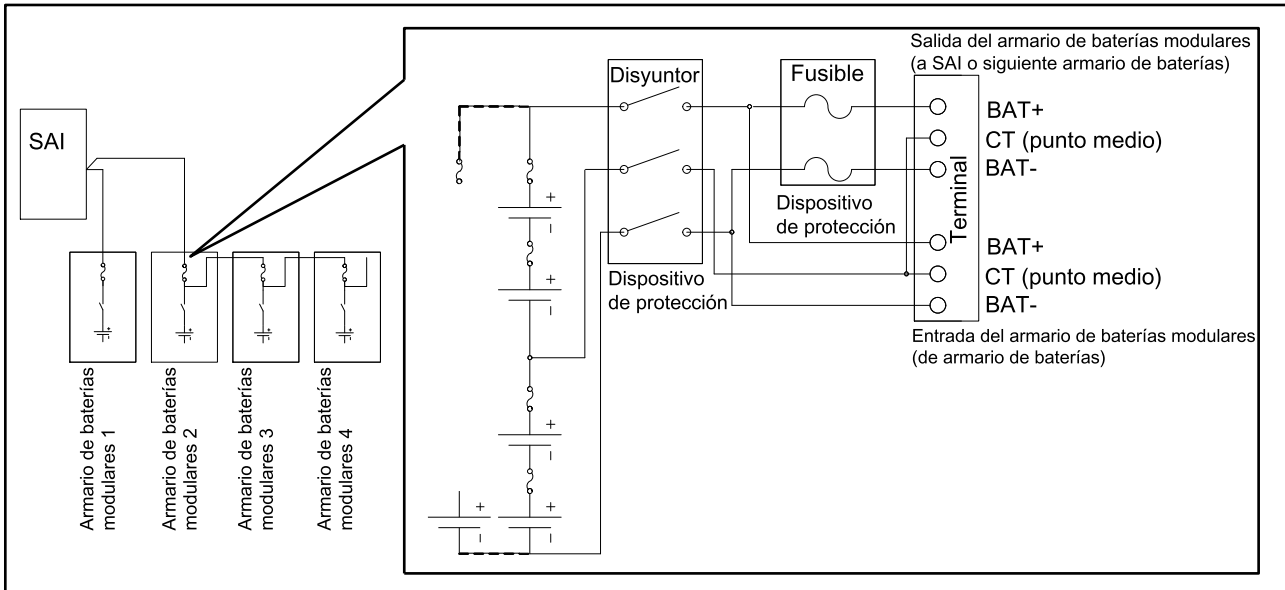 SAI
Armario de baterías
modulares 1
Armario de baterías
modulares 2
Armario de baterías
modulares 3
Armario de baterías
modulares 4
Disyuntor
Dispositivo
de protección
Fusible
Dispositivo
de protección
Salida del armario de baterías modulares
(a SAI o siguiente armario de baterías)
Terminal
BAT+
CT (punto medio)
BAT-
BAT+
CT (punto medio)
BAT-
Entrada del armario de baterías modulares
(de armario de baterías)